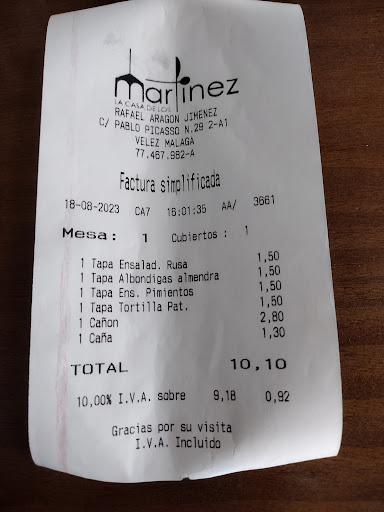 martinez
LA CASA DE LOS
RAFAEL ARAGON JIMENEZ
C/ PABLO PICASSO N.29 2-A1
VELEZ MALAGA
77.467.982-A
Factura simplificada
18-08-2023 CA7 16:01:35 AA/ 3661
Mesa: 1 Cubiertos : 1
1 Tapa Ensalad. Rusa 1,50
1 Tapa Albondigas almendra 1,50
1 Tapa Ens. Pimientos 1,50
1 Tapa Tortilla Pat. 1,50
1 Cañon 2,80
1 Caña 1,30
TOTAL 10,10
10,00% I.V.A. sobre 9,18 0,92
Gracias por su visita
I.V.A. Incluido